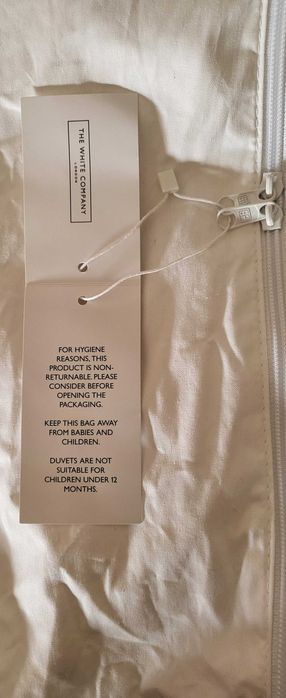 THE WHITE COMPANY
LONDON
FOR HYGIENE
REASONS, THIS
PRODUCT IS NON-
RETURNABLE. PLEASE
CONSIDER BEFORE
OPENING THE
PACKAGING.
KEEP THIS BAG AWAY
FROM BABIES AND
CHILDREN.
DUVETS ARE NOT
SUITABLE FOR
CHILDREN UNDER 12
MONTHS.